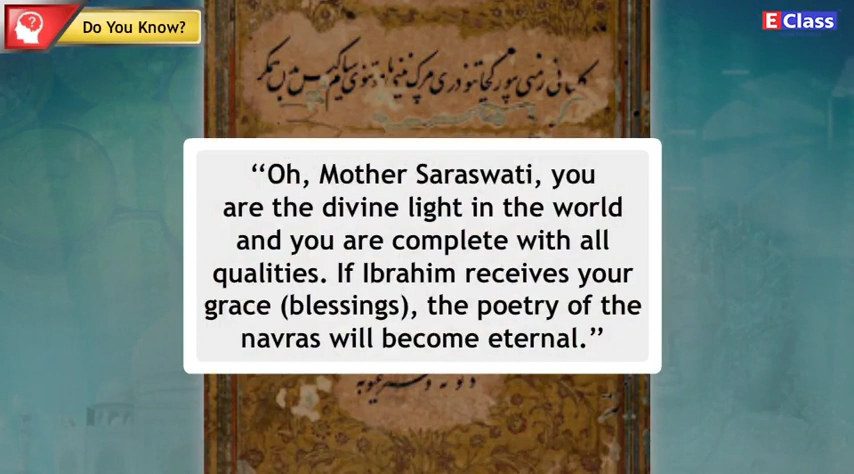 Do You Know?
E Class
“Oh, Mother Saraswati, you
are the divine light in the world
and you are complete with all
qualities. If Ibrahim receives your
grace (blessings), the poetry of the
navras will become eternal.”